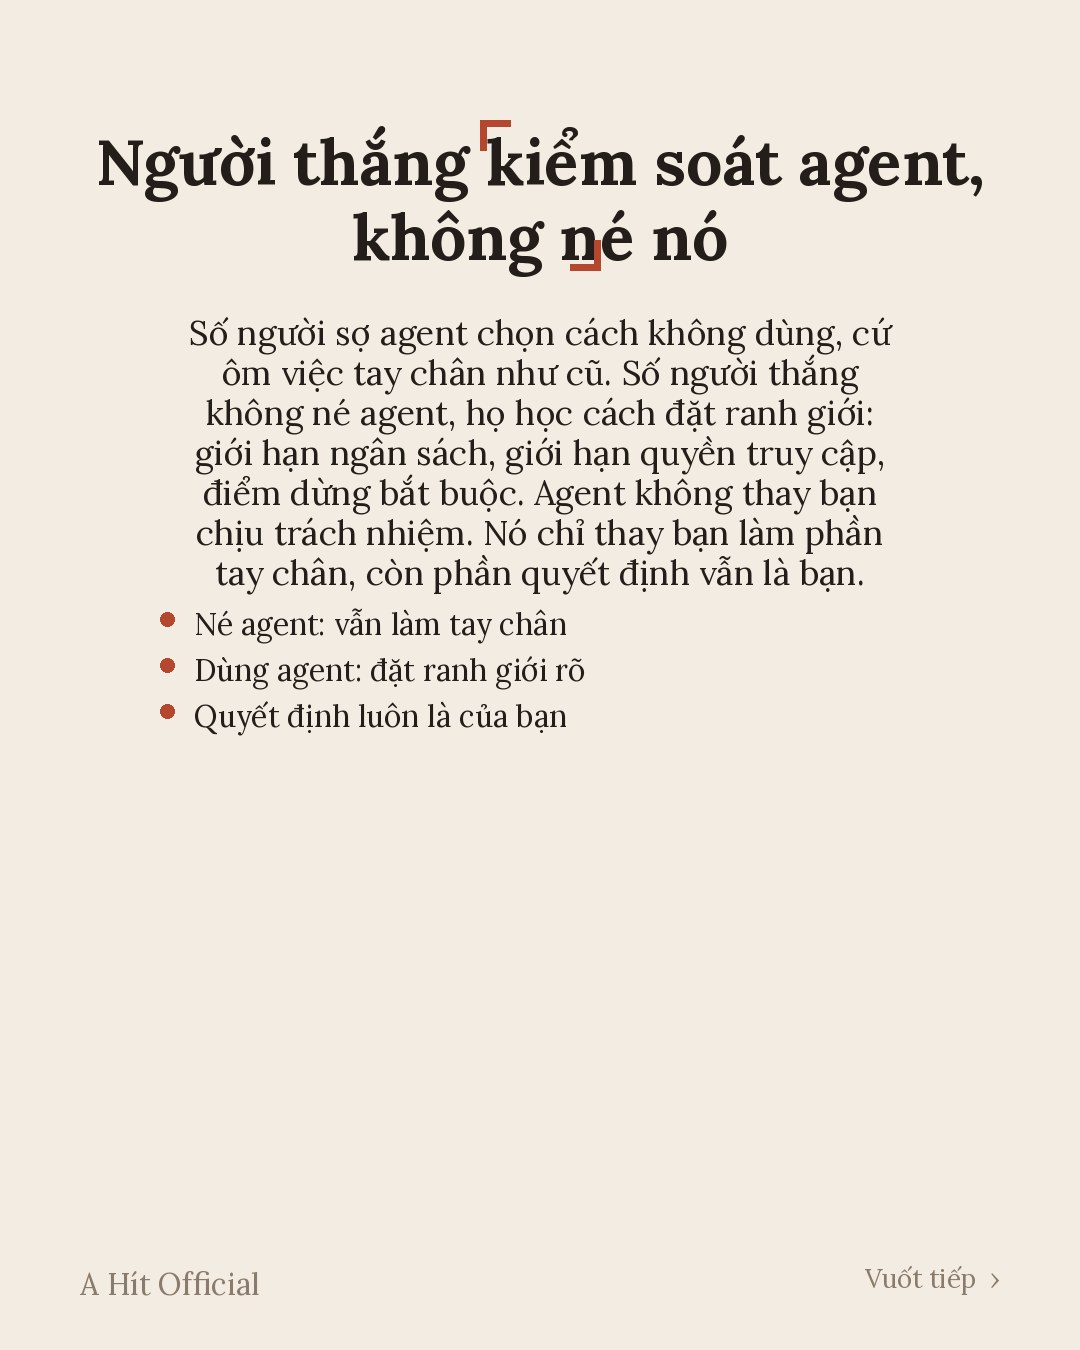 Người thắng kiểm soát agent,
không né nó
Số người sợ agent chọn cách không dùng, cứ
ôm việc tay chân như cũ. Số người thắng
không né agent, họ học cách đặt ranh giới:
giới hạn ngân sách, giới hạn quyền truy cập,
điểm dừng bắt buộc. Agent không thay bạn
chịu trách nhiệm. Nó chỉ thay bạn làm phần
tay chân, còn phần quyết định vẫn là bạn.
Né agent: vẫn làm tay chân
Dùng agent: đặt ranh giới rõ
Quyết định luôn là của bạn
A Hít Official
Vuốt tiếp ›